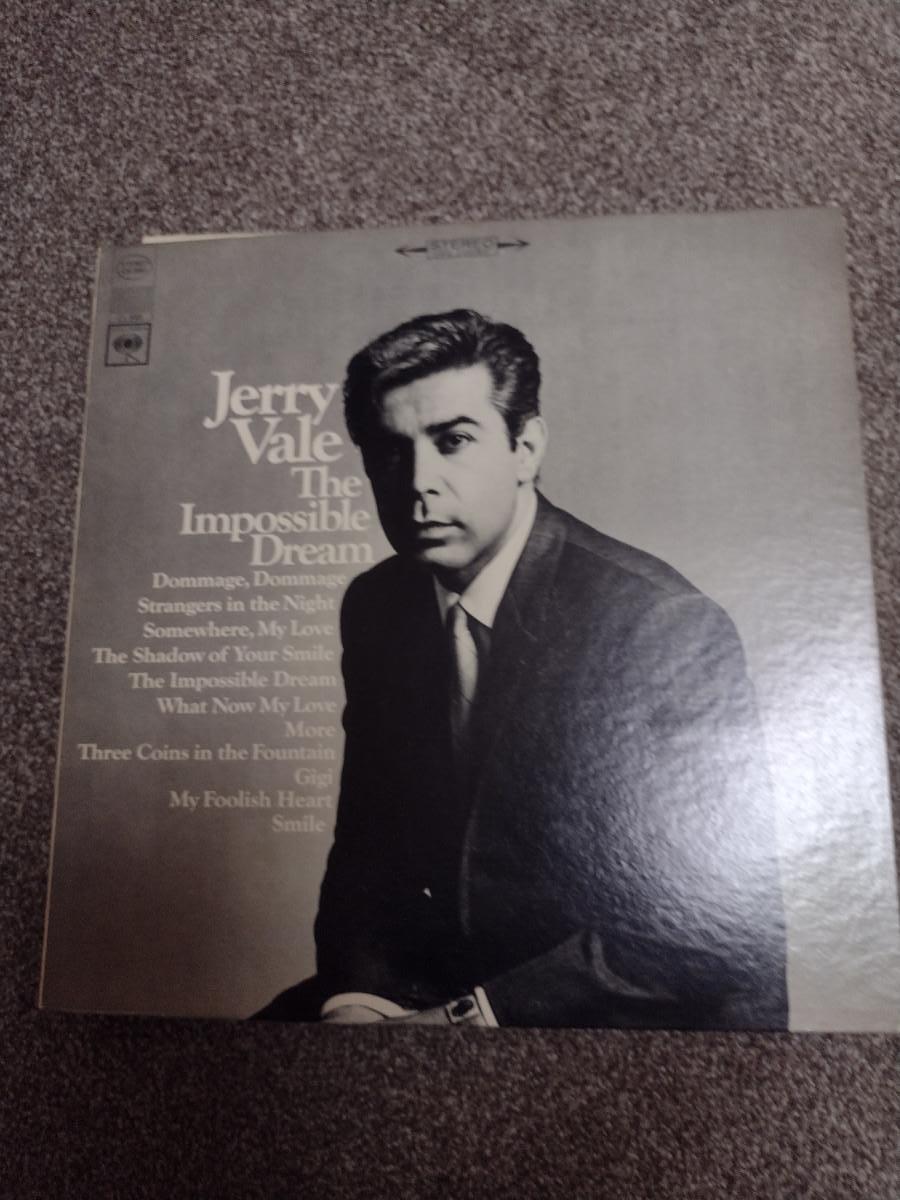 STEREO
Jerry
Vale
The
Impossible
Dream
Dommage, Dommage
Strangers in the Night
Somewhere, My Love
The Shadow of Your Smile
The Impossible Dream
What Now My Love
More
Three Coins in the Fountain
Gigi
My Foolish Heart
Smile